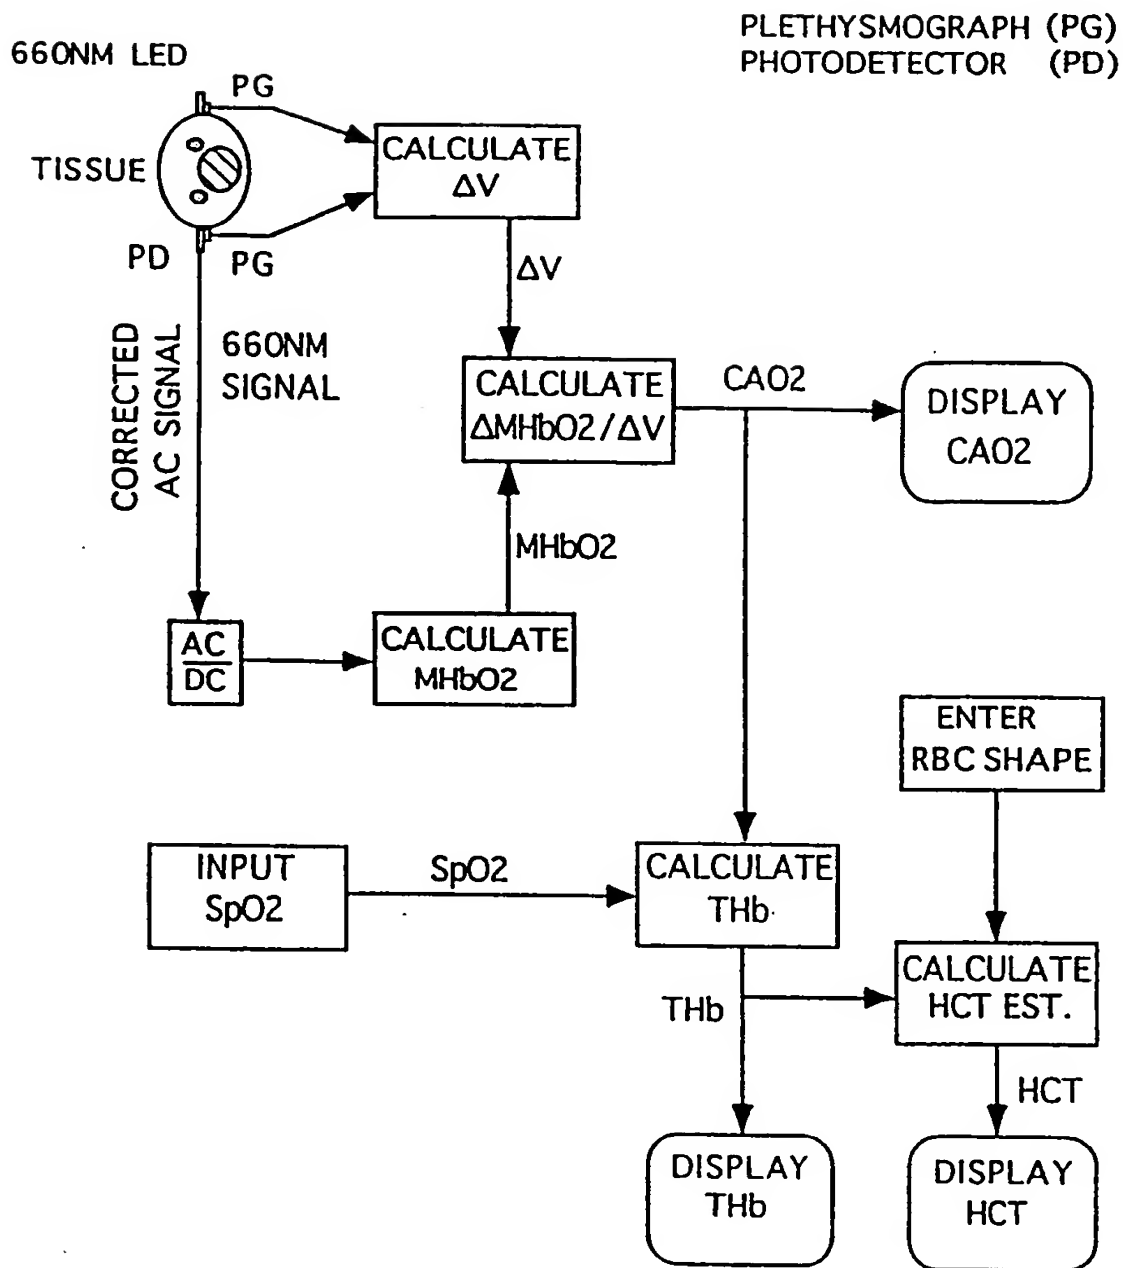 PLETHYSMOGRAPH (PG)
PHOTODETECTOR (PD)
660NM LED
PG
TISSUE
CALCULATE
ΔV
PD
PG
ΔV
CORRECTED
AC SIGNAL
660NM
SIGNAL
CALCULATE
ΔMHbO2/ΔV
CAO2
DISPLAY
CAO2
MHbO2
AC
DC
CALCULATE
MHbO2
ENTER
RBC SHAPE
INPUT
SpO2
SpO2
CALCULATE
THb
CALCULATE
HCT EST.
THb
HCT
DISPLAY
THb
DISPLAY
HCT